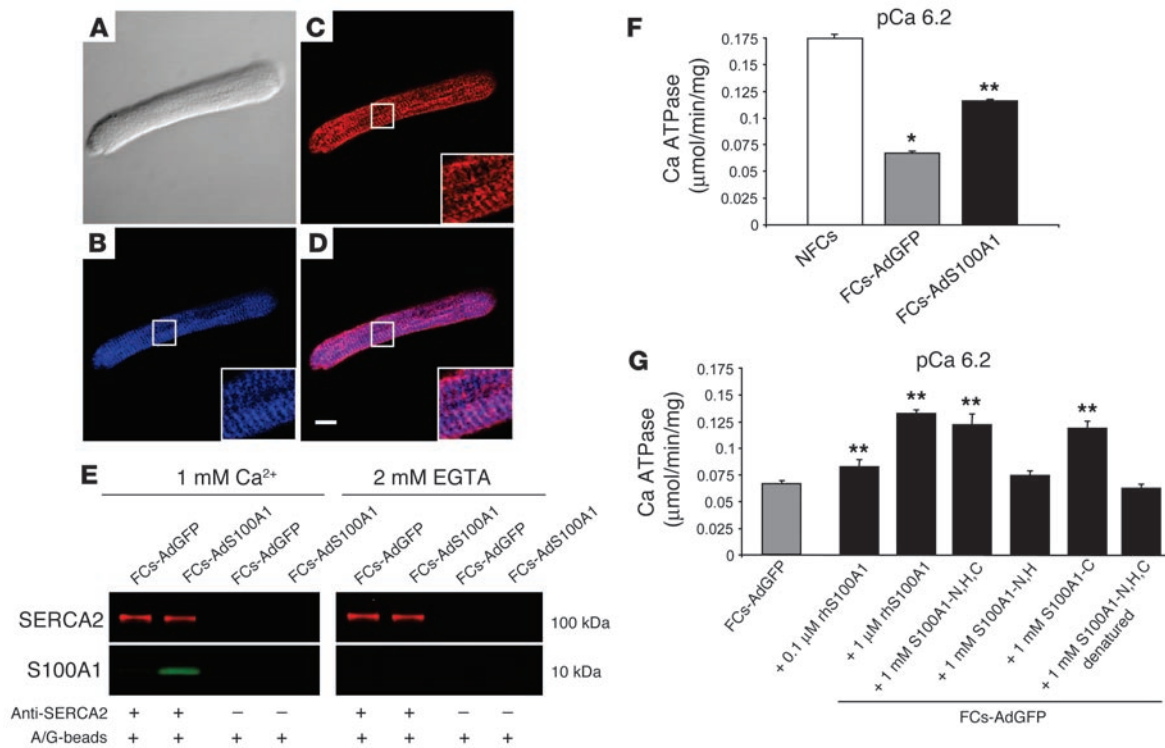 A
C
B
D
E
1 mM Ca²⁺
2 mM EGTA
FCs-AdGFP
FCs-AdS100A1
FCs-AdGFP
FCs-AdS100A1
FCs-AdGFP
FCs-AdS100A1
FCs-AdGFP
FCs-AdS100A1
SERCA2
100 kDa
S100A1
10 kDa
Anti-SERCA2 + + – – + + – –
A/G-beads + + + + + + + +
F
pCa 6.2
Ca ATPase
(μmol/min/mg)
0.175
0.125
0.075
0.05
0.025
0
*
**
NFCs
FCs-AdGFP
FCs-AdS100A1
G
pCa 6.2
Ca ATPase
(μmol/min/mg)
0.175
0.15
0.125
0.1
0.075
0.05
0.025
0
**
**
**
**
FCs-AdGFP
+ 0.1 μM rhS100A1
+ 1 μM rhS100A1
+ 1 mM S100A1-N,H,C
+ 1 mM S100A1-N,H
+ 1 mM S100A1-C
+ 1 mM S100A1-N,H,C
denatured
FCs-AdGFP